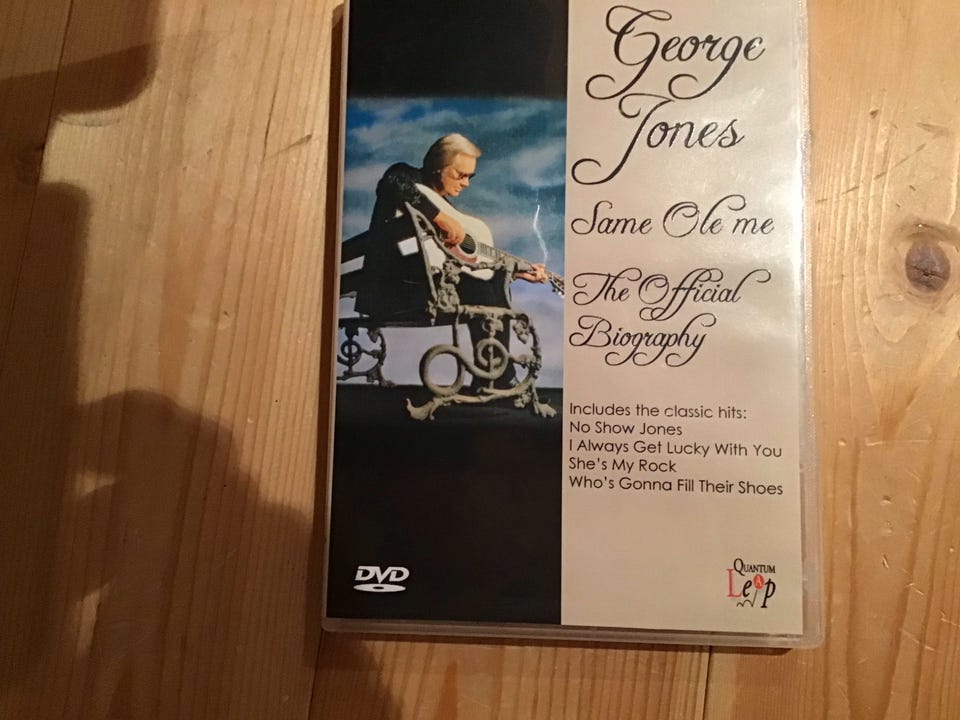 George
Jones
Same Ole me
The Official
Biography
Includes the classic hits:
No Show Jones
I Always Get Lucky With You
She's My Rock
Who's Gonna Fill Their Shoes
DVD
QUANTUM
LeAp